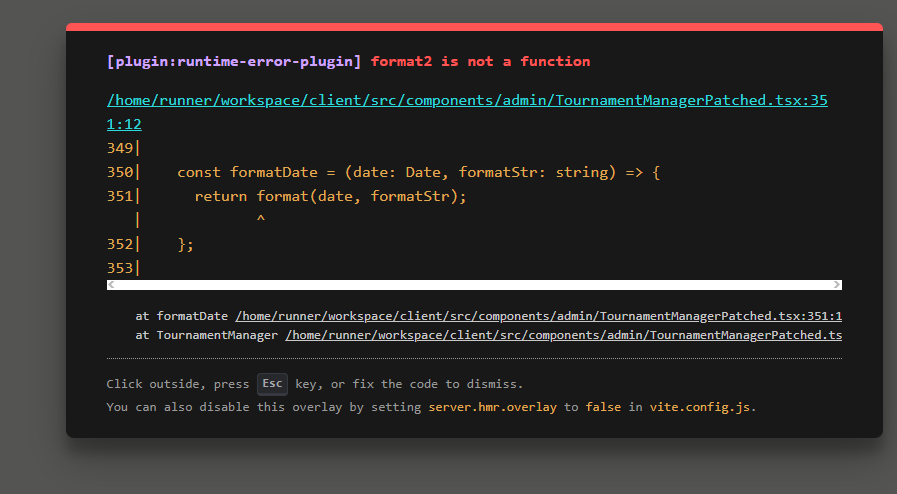 [plugin:runtime-error-plugin] format2 is not a function
/home/runner/workspace/client/src/components/admin/TournamentManagerPatched.tsx:35
1:12
349|
350|    const formatDate = (date: Date, formatStr: string) => {
351|      return format(date, formatStr);
   |             ^
352|    };
353|
at formatDate /home/runner/workspace/client/src/components/admin/TournamentManagerPatched.tsx:351:1
at TournamentManager /home/runner/workspace/client/src/components/admin/TournamentManagerPatched.ts
Click outside, press Esc key, or fix the code to dismiss.
You can also disable this overlay by setting server.hmr.overlay to false in vite.config.js.